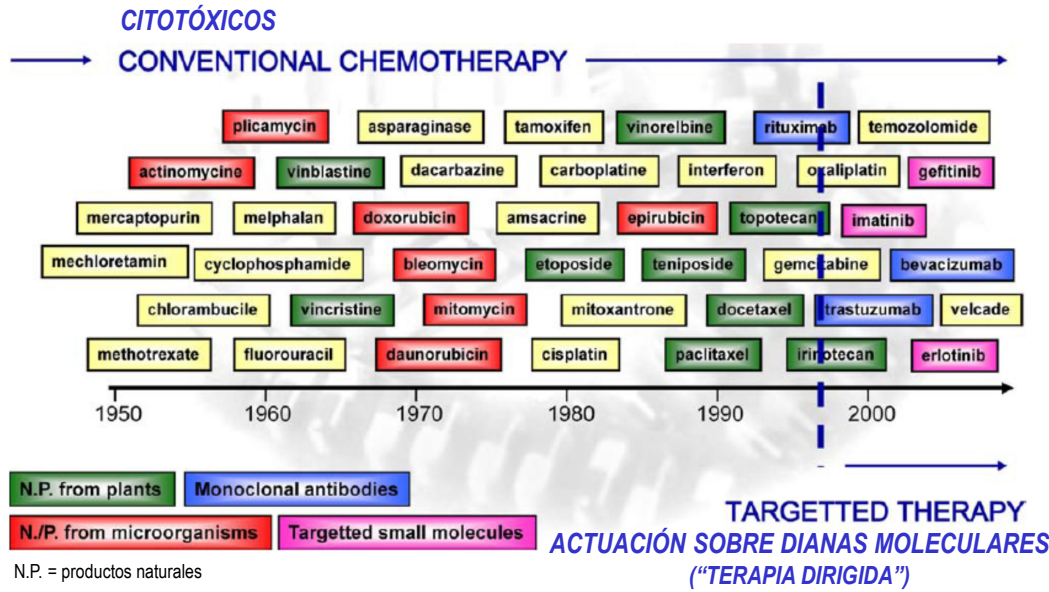 CITOTÓXICOS
CONVENTIONAL CHEMOTHERAPY
plicamycin asparaginase tamoxifen vinorelbine rituximab temozolomide
actinomycine vinblastine dacarbazine carboplatine interferon oxaliplatin gefitinib
mercaptopurin melphalan doxorubicin amsacrine epirubicin topotecan imatinib
mechloretamin cyclophosphamide bleomycin etoposide teniposide gemcitabine bevacizumab
chlorambucile vincristine mitomycin mitoxantrone docetaxel trastuzumab velcade
methotrexate fluorouracil daunorubicin cisplatin paclitaxel irinotecan erlotinib
1950 1960 1970 1980 1990 2000
N.P. from plants Monoclonal antibodies
N./P. from microorganisms Targetted small molecules
N.P. = productos naturales
TARGETTED THERAPY
ACTUACIÓN SOBRE DIANAS MOLECULARES
(“TERAPIA DIRIGIDA”)